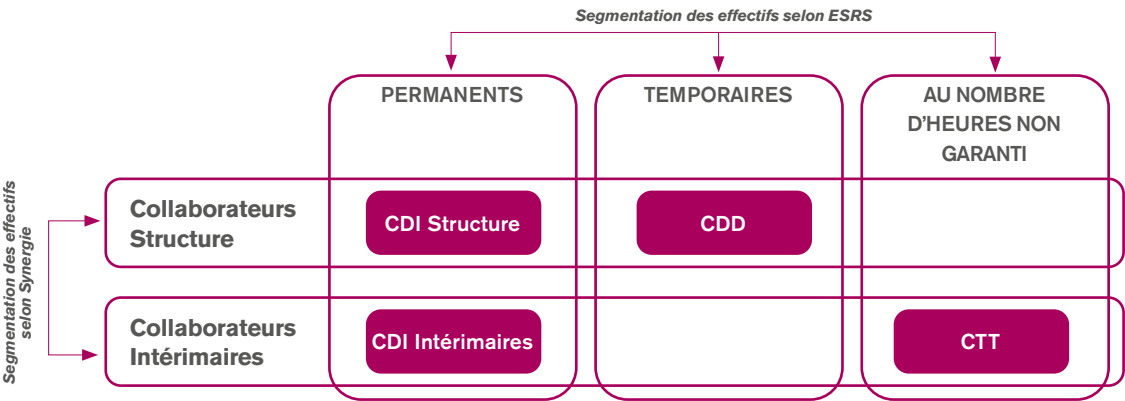 Segmentation des effectifs selon ESRS
PERMANENTS
TEMPORAIRES
AU NOMBRE
D'HEURES NON
GARANTI
Segmentation des effectifs
selon Synergie
Collaborateurs
Structure
CDI Structure
CDD
Collaborateurs
Intérimaires
CDI Intérimaires
CTT